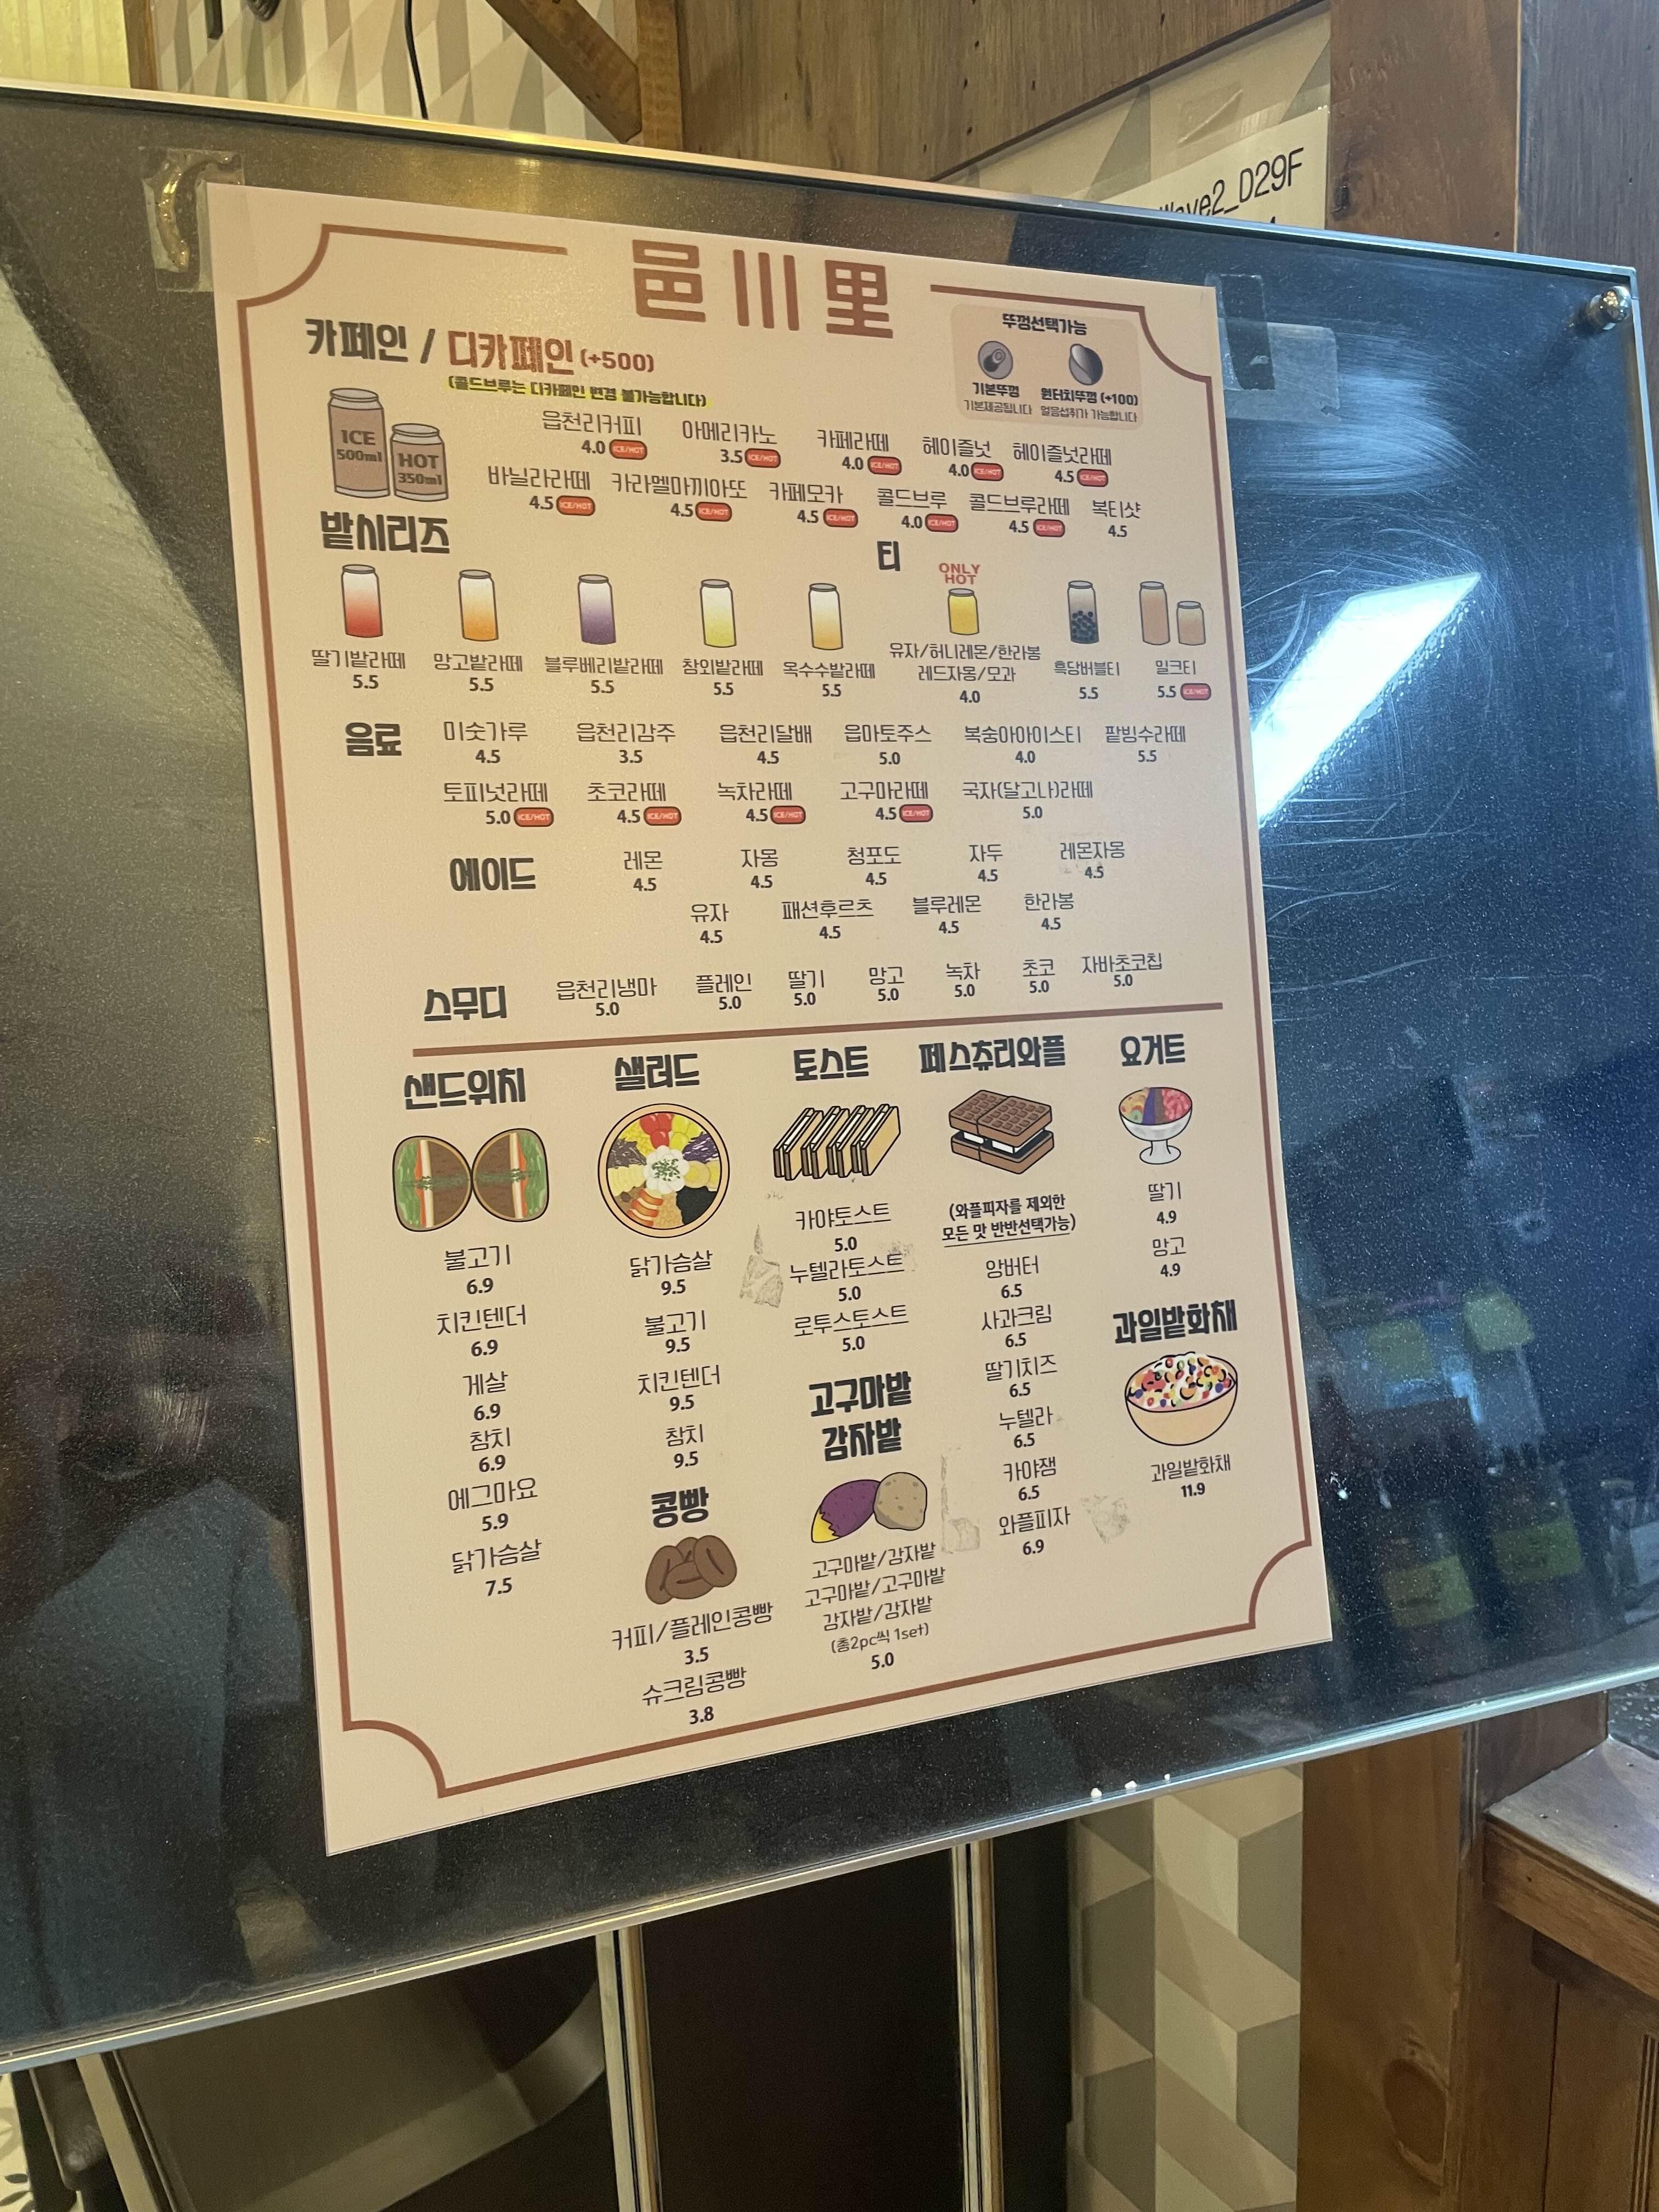 Wave2_D29F
邑川里
뚜껑선택가능
기본뚜껑 원터치뚜껑 (+100)
기본제공됩니다 얼음섭취가 가능합니다
카페인 / 디카페인 (+500)
(콜드브루는 디카페인 변경 불가능합니다)
ICE
500ml
HOT
350ml
읍천리커피 아메리카노 카페라떼 헤이즐넛 헤이즐넛라떼
4.0 ICE/HOT 3.5 ICE/HOT 4.0 ICE/HOT 4.0 ICE/HOT 4.5 ICE/HOT
바닐라라떼 카라멜마끼아또 카페모카 콜드브루 콜드브루라떼 복티샷
4.5 ICE/HOT 4.5 ICE/HOT 4.5 ICE/HOT 4.0 ICE/HOT 4.5 ICE/HOT 4.5
밭시리즈
딸기밭라떼 망고밭라떼 블루베리밭라떼 참외밭라떼 옥수수밭라떼
5.5 5.5 5.5 5.5 5.5
티
ONLY
HOT
유자/허니레몬/한라봉
레드자몽/모과
4.0
흑당버블티 밀크티
5.5 5.5 ICE/HOT
음료
미숫가루 읍천리감주 읍천리달배 읍마토주스 복숭아아이스티 팥빙수라떼
4.5 3.5 4.5 5.0 4.0 5.5
토피넛라떼 초코라떼 녹차라떼 고구마라떼 국자(달고나)라떼
5.0 ICE/HOT 4.5 ICE/HOT 4.5 ICE/HOT 4.5 ICE/HOT 5.0
에이드
레몬 자몽 청포도 자두 레몬자몽
4.5 4.5 4.5 4.5 4.5
유자 패션후르츠 블루레몬 한라봉
4.5 4.5 4.5 4.5
스무디
읍천리냉마 플레인 딸기 망고 녹차 초코 자바초코칩
5.0 5.0 5.0 5.0 5.0 5.0 5.0
샌드위치
불고기
6.9
치킨텐더
6.9
게살
6.9
참치
6.9
에그마요
5.9
닭가슴살
7.5
샐러드
닭가슴살
9.5
불고기
9.5
치킨텐더
9.5
참치
9.5
콩빵
커피/플레인콩빵
3.5
슈크림콩빵
3.8
토스트
카야토스트
5.0
누텔라토스트
5.0
로투스토스트
5.0
고구마밭
감자밭
고구마밭/감자밭
고구마밭/고구마밭
감자밭/감자밭
(총2pc씩 1set)
5.0
페스츄리와플
(와플피자를 제외한
모든 맛 반반선택가능)
앙버터
6.5
사과크림
6.5
딸기치즈
6.5
누텔라
6.5
카야잼
6.5
와플피자
6.9
요거트
딸기
4.9
망고
4.9
과일밭화채
과일밭화채
11.9